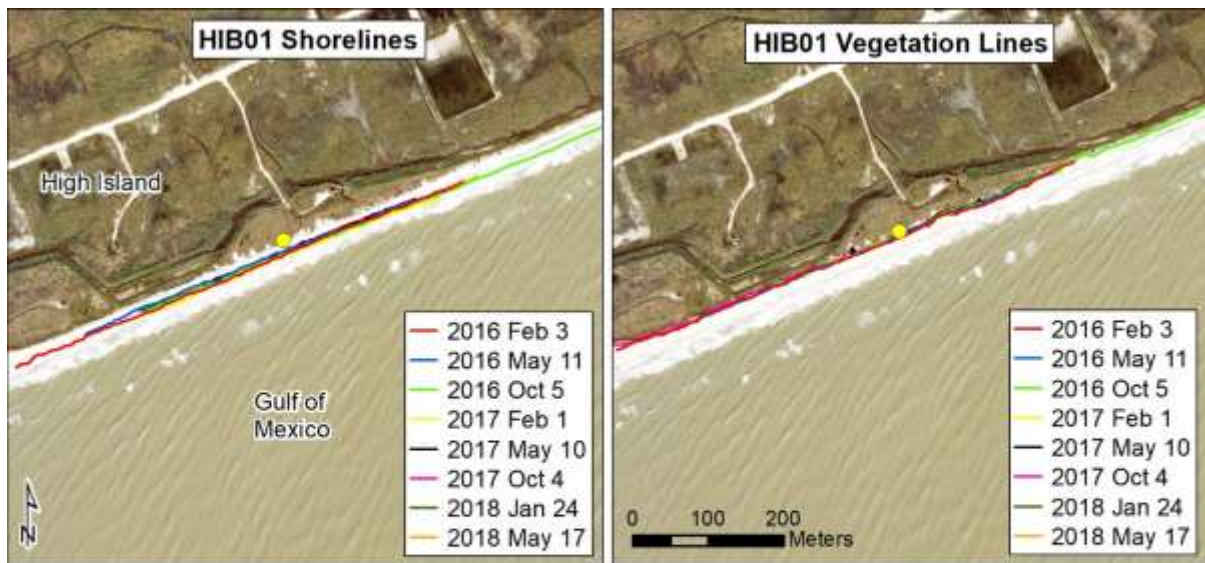 HIB01 Shorelines
High Island
Gulf of
Mexico
2016 Feb 3
2016 May 11
2016 Oct 5
2017 Feb 1
2017 May 10
2017 Oct 4
2018 Jan 24
2018 May 17
N
HIB01 Vegetation Lines
0 100 200
Meters
2016 Feb 3
2016 May 11
2016 Oct 5
2017 Feb 1
2017 May 10
2017 Oct 4
2018 Jan 24
2018 May 17